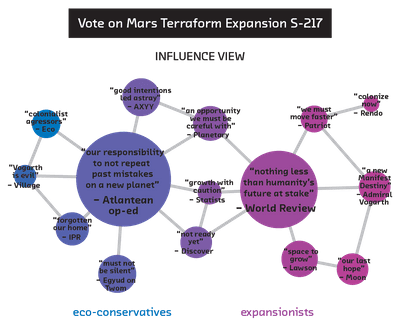 Vote on Mars Terraform Expansion S-217
INFLUENCE VIEW
"good intentions
led astray"
- AXYY
"colonialist
agressors"
- Eco
"an opportunity
we must be
careful with"
- Planetary
"we must
move faster"
- Patriot
"colonize
now"
- Rendo
"our responsibility
to not repeat
past mistakes
on a new planet"
- Atlantean
op-ed
"Vogarth
is evil"
- Village
"nothing less
than humanity's
future at stake"
- World Review
"a new
Manifest
Destiny"
- Admiral
Vogarth
"growth with
caution"
- Statists
"forgotten
our home"
- IPR
"not ready
yet"
- Discover
"must not
be silent"
- Egyud on
Twom
"space to
grow"
- Lawson
"our last
hope"
- Moon
eco-conservatives
expansionists